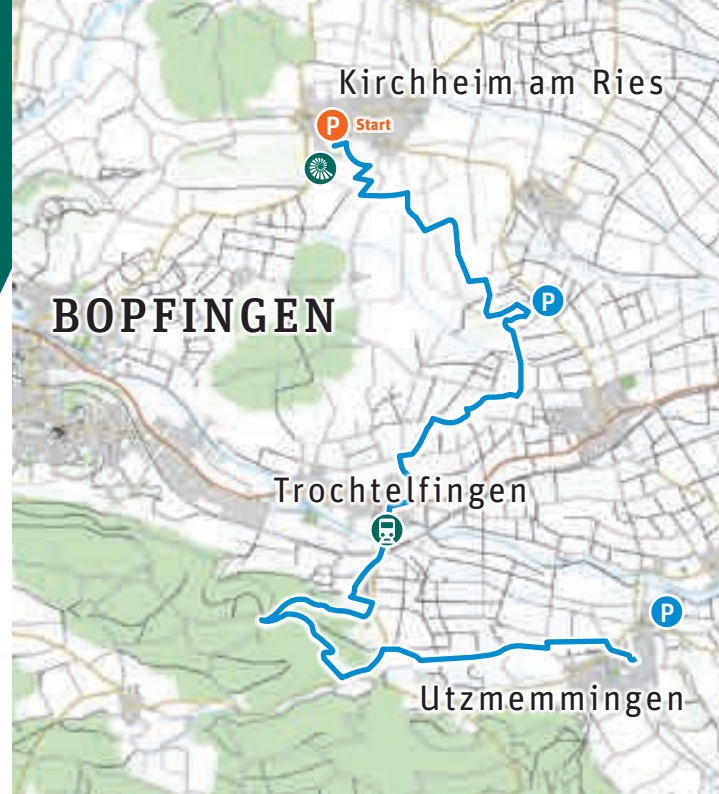 Kirchheim am Ries
P Start
P
BOPFINGEN
Trochtelfingen
P
Utzmemmingen